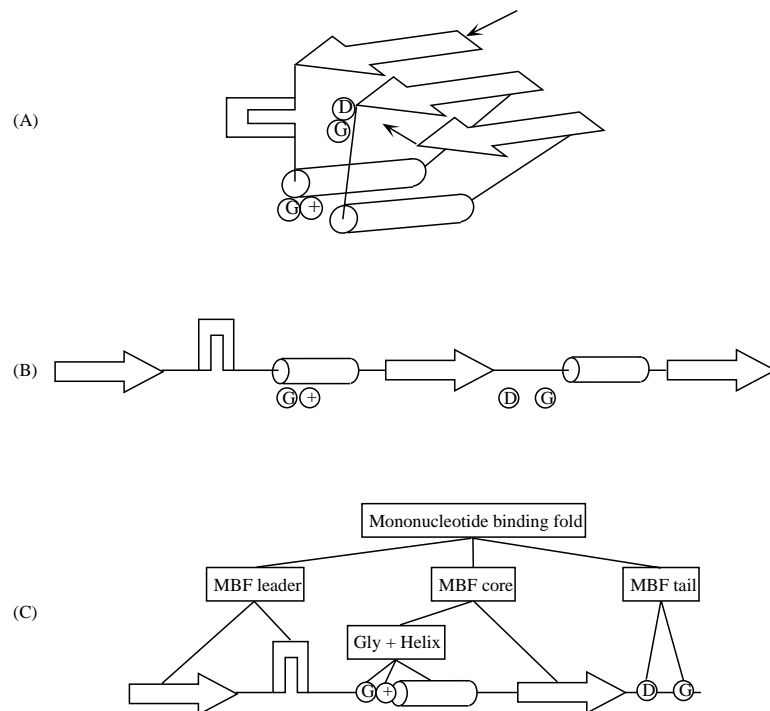 (A)
D
G
G +
(B)
G + D G
(C)
Mononucleotide binding fold
MBF leader MBF core MBF tail
Gly + Helix
G + D G